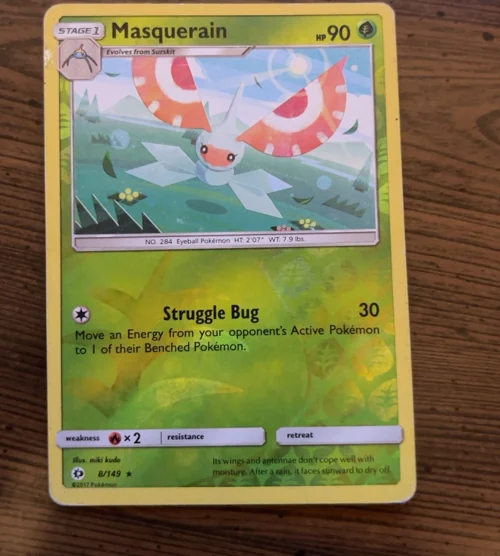 STAGE 1 Masquerain HP 90
Evolves from Surskit
NO. 284 Eyeball Pokémon HT: 2'07" WT: 7.9 lbs.
Struggle Bug 30
Move an Energy from your opponent's Active Pokémon
to 1 of their Benched Pokémon.
weakness ×2 resistance retreat
Illus. miki kudo
8/149 ★
©2017 Pokémon
Its wings and antennae don't cope well with
moisture. After a rain, it faces sunward to dry off.